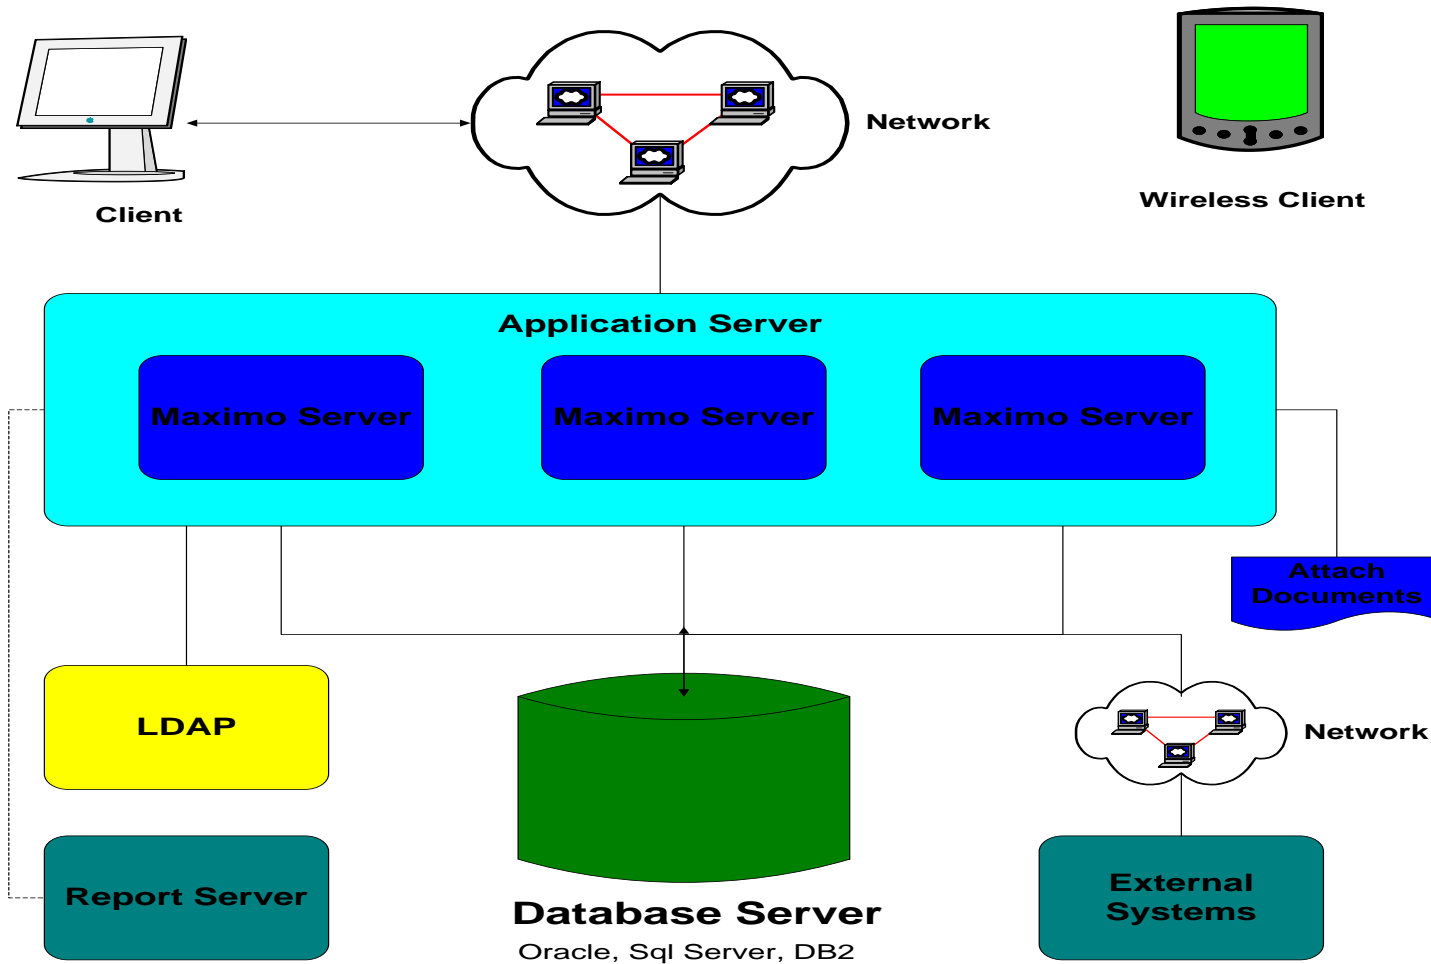 Network
Wireless Client
Client
Application Server
Maximo Server
Maximo Server
Maximo Server
Attach
Documents
LDAP
Network
Report Server
External
Systems
Database Server
Oracle, Sql Server, DB2